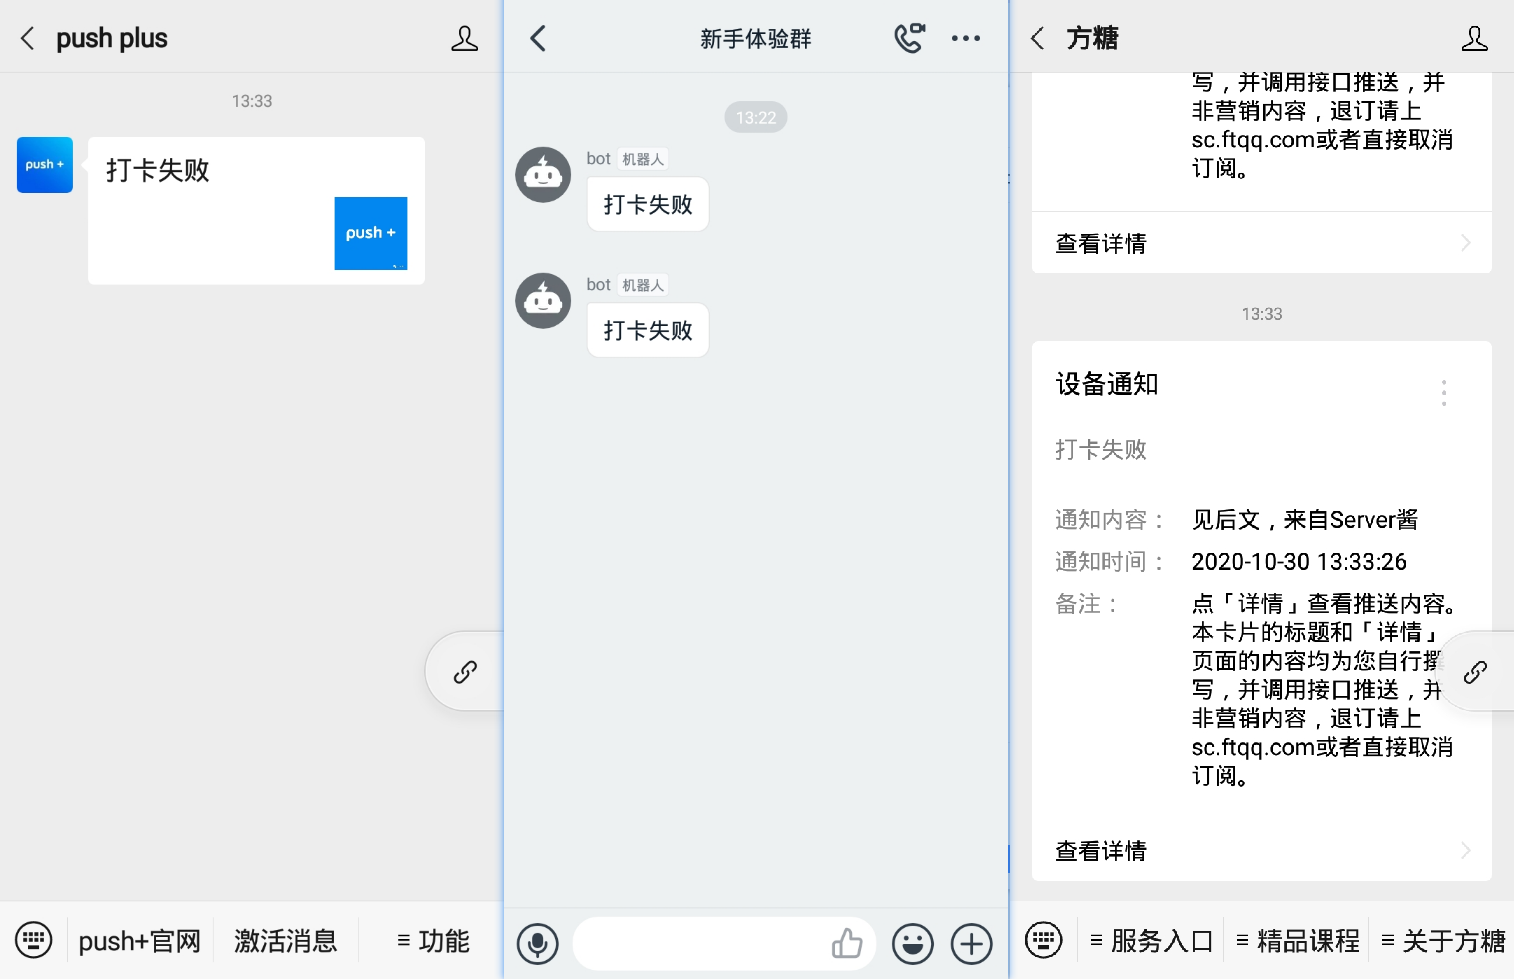 push plus
13:33
push +
打卡失败
push +
push+官网
激活消息
功能
新手体验群
13:22
bot 机器人
打卡失败
bot 机器人
打卡失败
方糖
写，并调用接口推送，并
非营销内容，退订请上
sc.ftqq.com或者直接取消
订阅。
查看详情
13:33
设备通知
打卡失败
通知内容： 见后文，来自Server酱
通知时间： 2020-10-30 13:33:26
备注： 点「详情」查看推送内容。
本卡片的标题和「详情」
页面的内容均为您自行撰
写，并调用接口推送，并
非营销内容，退订请上
sc.ftqq.com或者直接取消
订阅。
查看详情
服务入口
精品课程
关于方糖